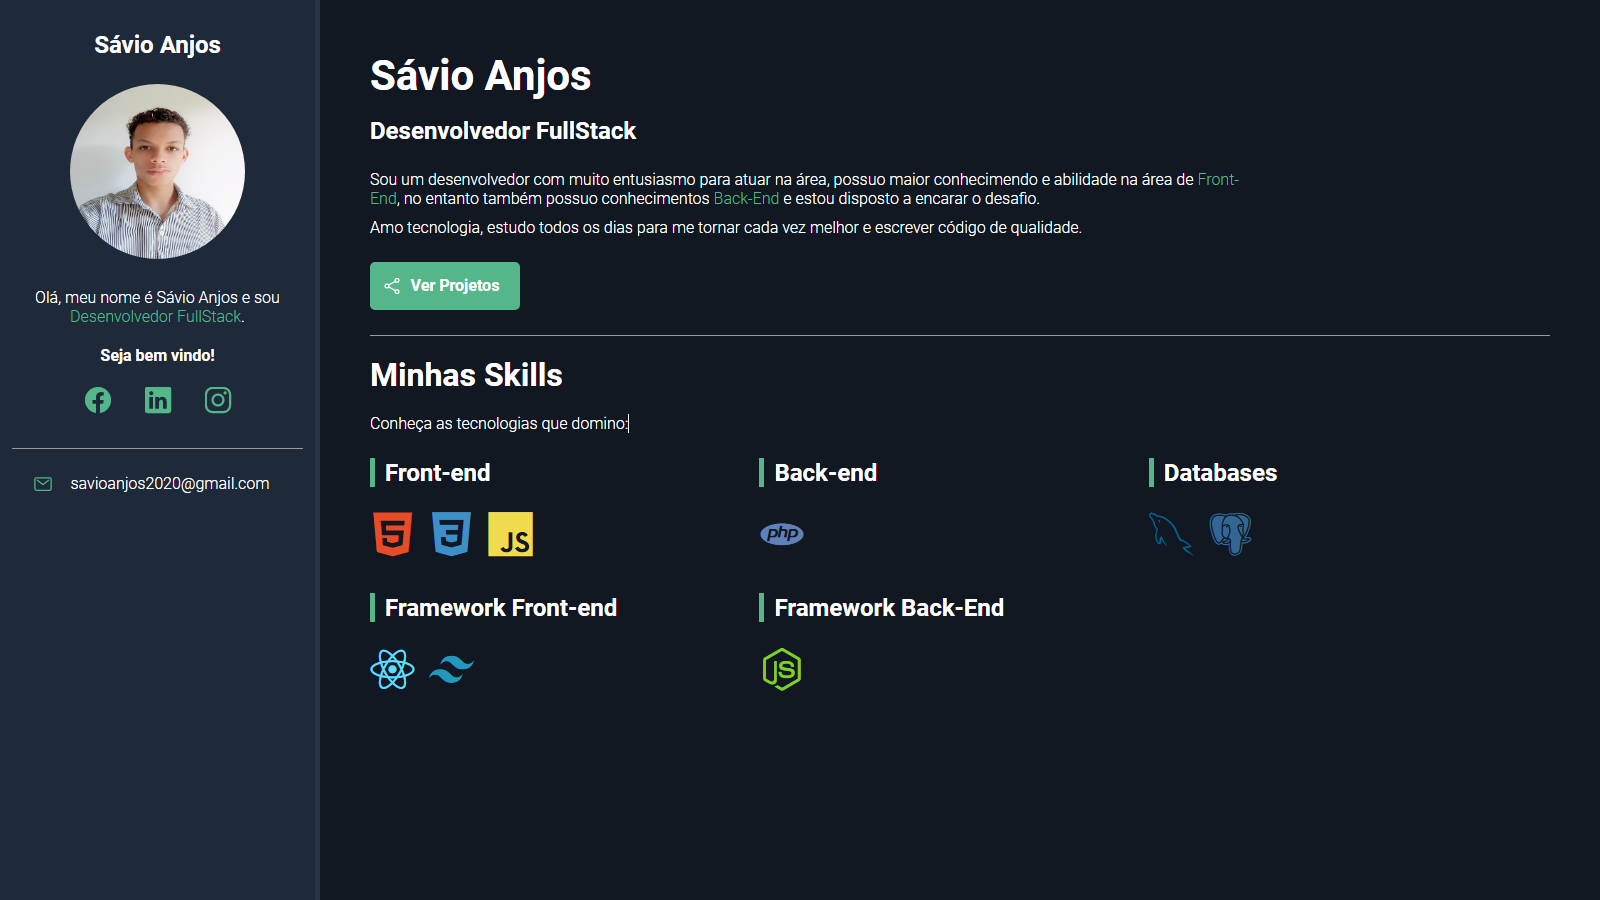 Sávio Anjos
Olá, meu nome é Sávio Anjos e sou
Desenvolvedor FullStack.
Seja bem vindo!
in
savioanjos2020@gmail.com
Sávio Anjos
Desenvolvedor FullStack
Sou um desenvolvedor com muito entusiasmo para atuar na área, possuo maior conhecimendo e abilidade na área de Front-
End, no entanto também possuo conhecimentos Back-End e estou disposto a encarar o desafio.
Amo tecnologia, estudo todos os dias para me tornar cada vez melhor e escrever código de qualidade.
Ver Projetos
Minhas Skills
Conheça as tecnologias que domino:
Front-end
5 3 JS
Back-end
php
Databases
Framework Front-end
Framework Back-End
JS